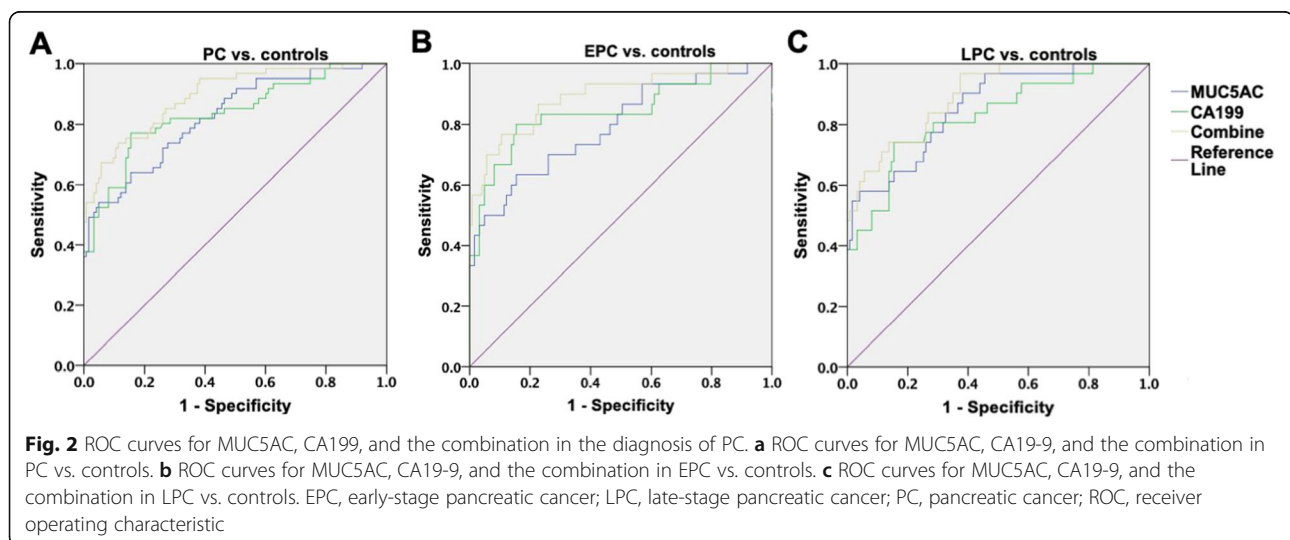 A
PC vs. controls
1.0
0.8
0.6
0.4
0.2
0.0
Sensitivity
0.0 0.2 0.4 0.6 0.8 1.0
1 - Specificity
B
EPC vs. controls
1.0
0.8
0.6
0.4
0.2
0.0
Sensitivity
0.0 0.2 0.4 0.6 0.8 1.0
1 - Specificity
C
LPC vs. controls
1.0
0.8
0.6
0.4
0.2
0.0
Sensitivity
0.0 0.2 0.4 0.6 0.8 1.0
1 - Specificity
MUC5AC
CA199
Combine
Reference
Line
Fig. 2 ROC curves for MUC5AC, CA199, and the combination in the diagnosis of PC. a ROC curves for MUC5AC, CA19-9, and the combination in
PC vs. controls. b ROC curves for MUC5AC, CA19-9, and the combination in EPC vs. controls. c ROC curves for MUC5AC, CA19-9, and the
combination in LPC vs. controls. EPC, early-stage pancreatic cancer; LPC, late-stage pancreatic cancer; PC, pancreatic cancer; ROC, receiver
operating characteristic